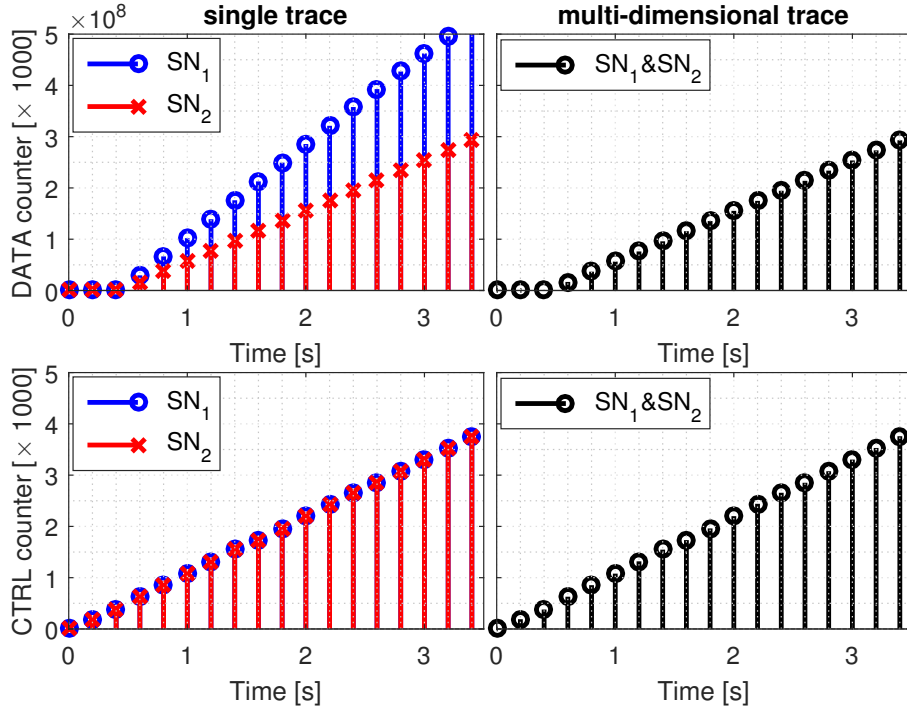 single trace
multi-dimensional trace
×10⁸
DATA counter [× 1000]
5
4
3
2
1
0
SN₁
SN₂
0 1 2 3
Time [s]
SN₁&SN₂
0 1 2 3
Time [s]
CTRL counter [× 1000]
5
4
3
2
1
0
SN₁
SN₂
0 1 2 3
Time [s]
SN₁&SN₂
0 1 2 3
Time [s]